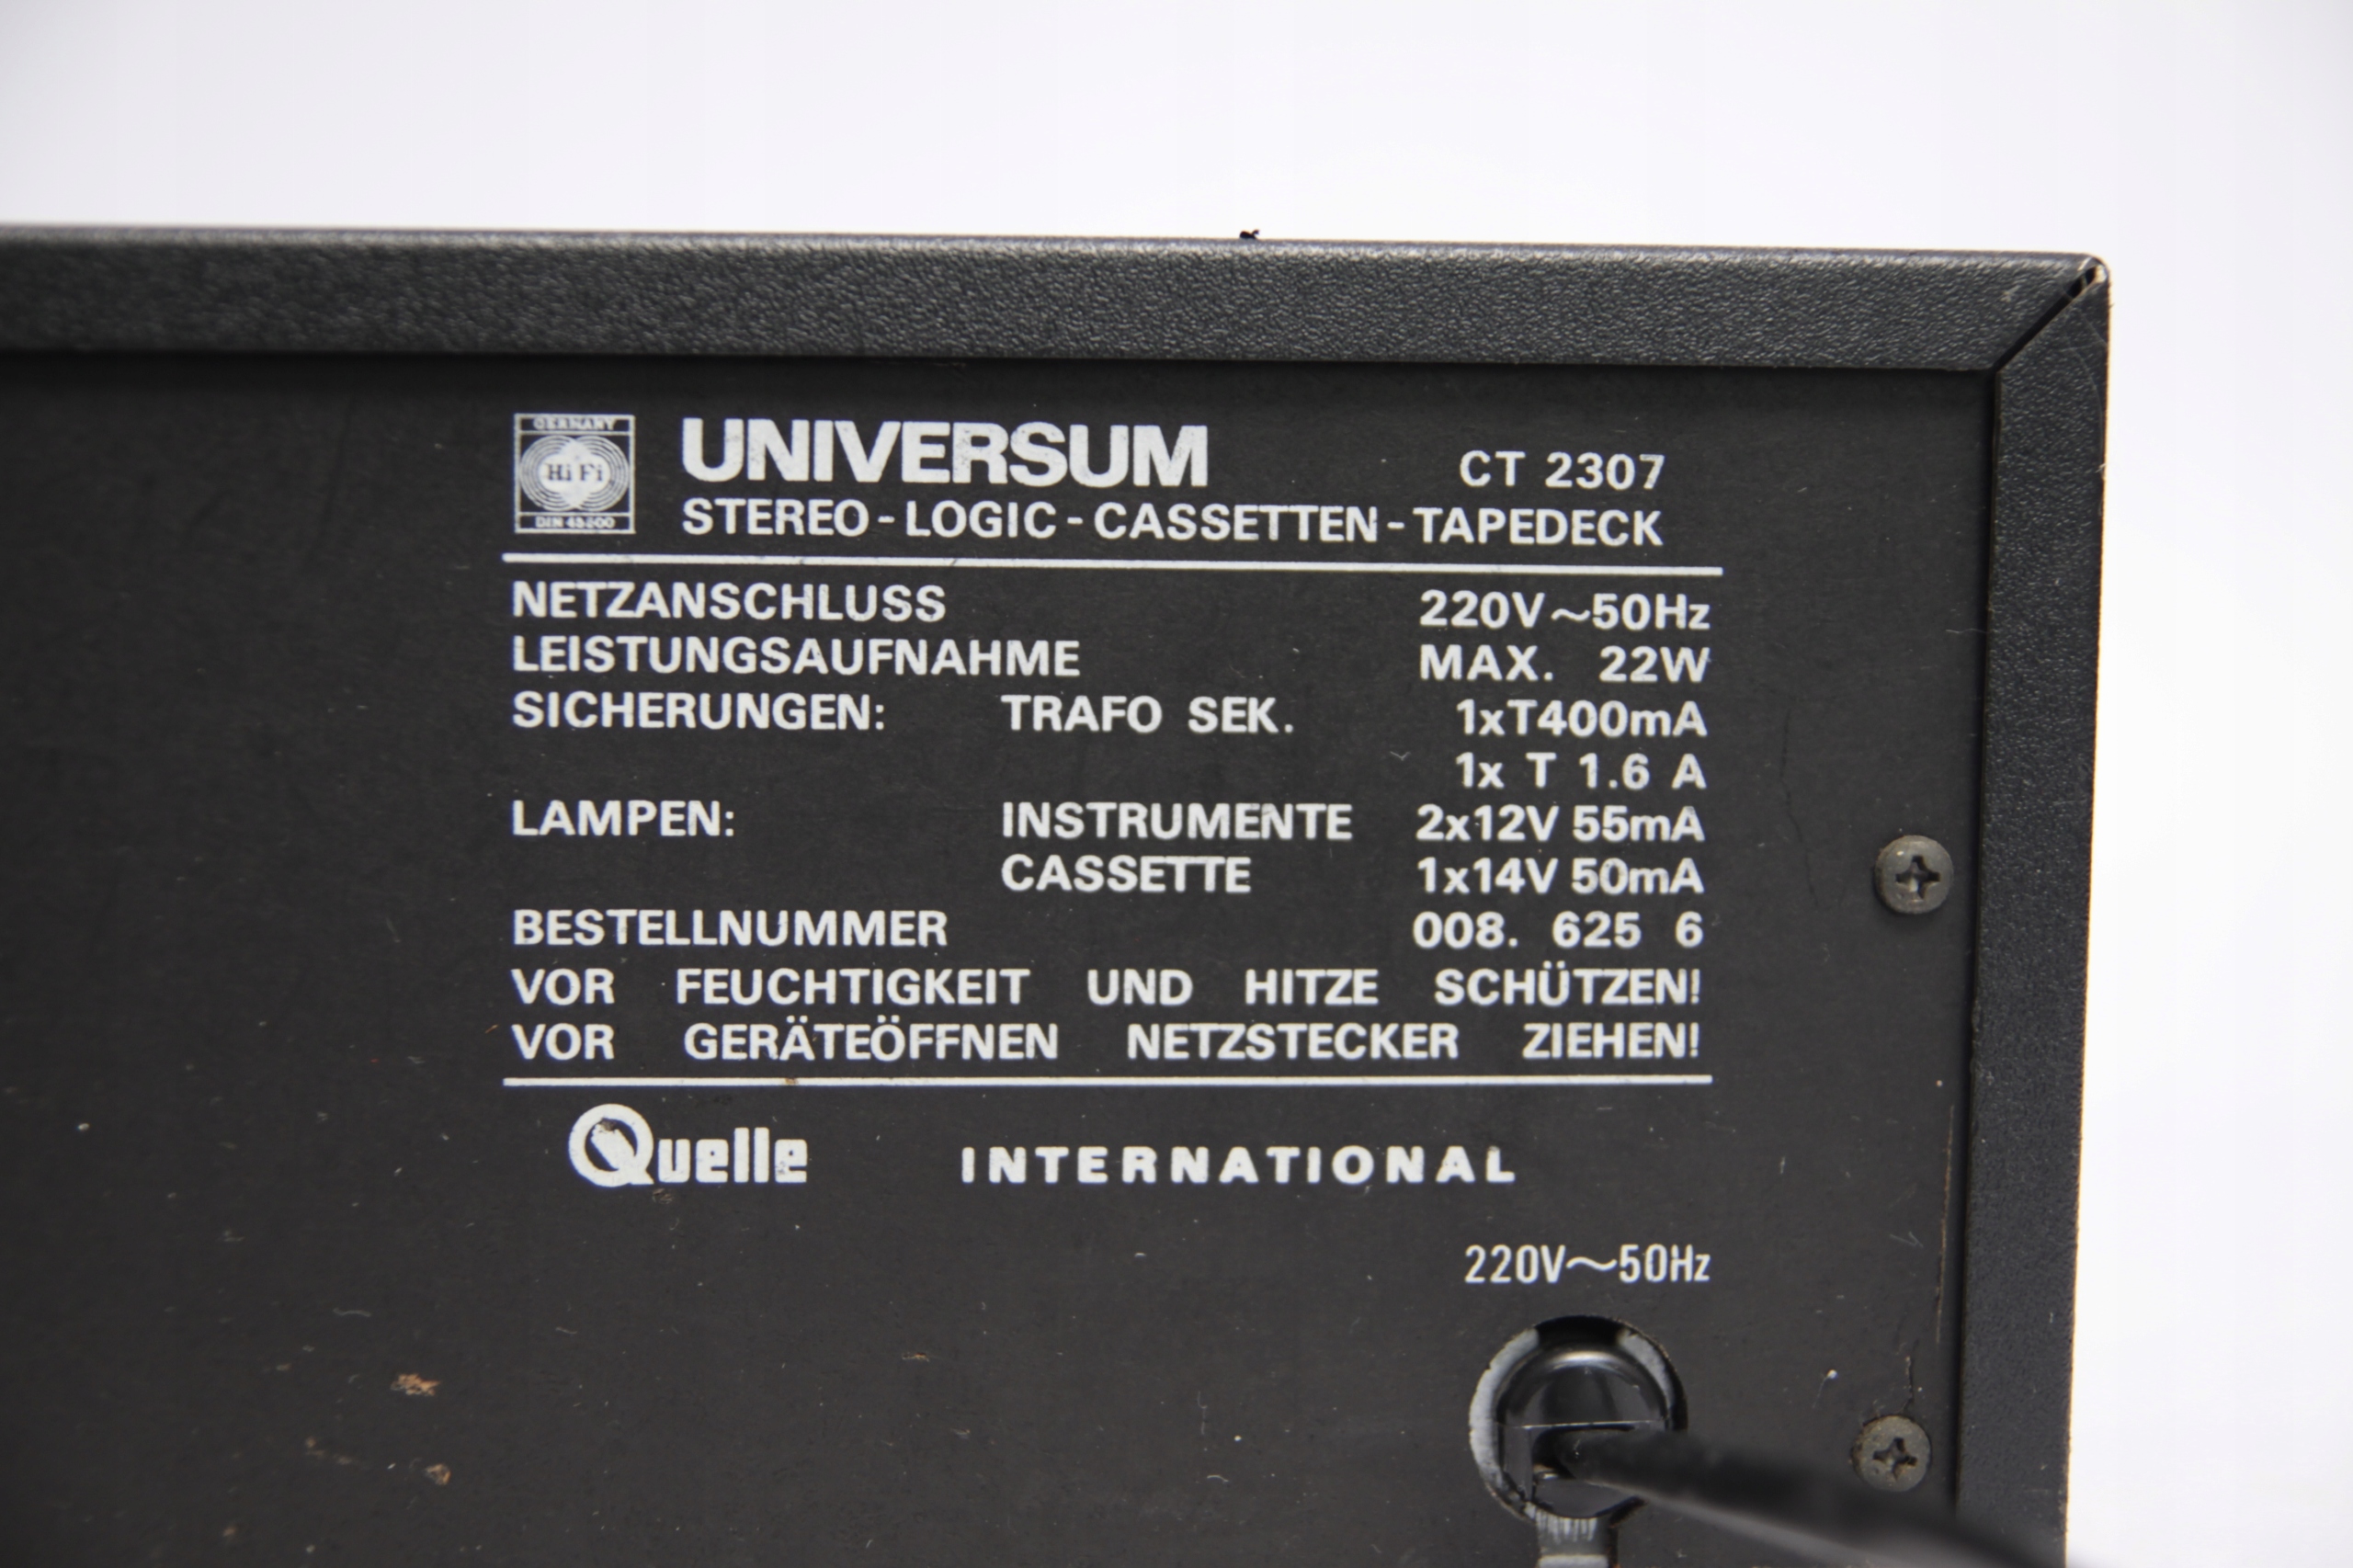 GERMANY
Hi Fi
DIN 45500
UNIVERSUM CT 2307
STEREO-LOGIC-CASSETTEN-TAPEDECK
NETZANSCHLUSS 220V~50Hz
LEISTUNGSAUFNAHME MAX. 22W
SICHERUNGEN: TRAFO SEK. 1xT400mA
1x T 1.6 A
LAMPEN: INSTRUMENTE 2x12V 55mA
CASSETTE 1x14V 50mA
BESTELLNUMMER 008. 625 6
VOR FEUCHTIGKEIT UND HITZE SCHÜTZEN!
VOR GERÄTEÖFFNEN NETZSTECKER ZIEHEN!
Quelle INTERNATIONAL
220V~50Hz